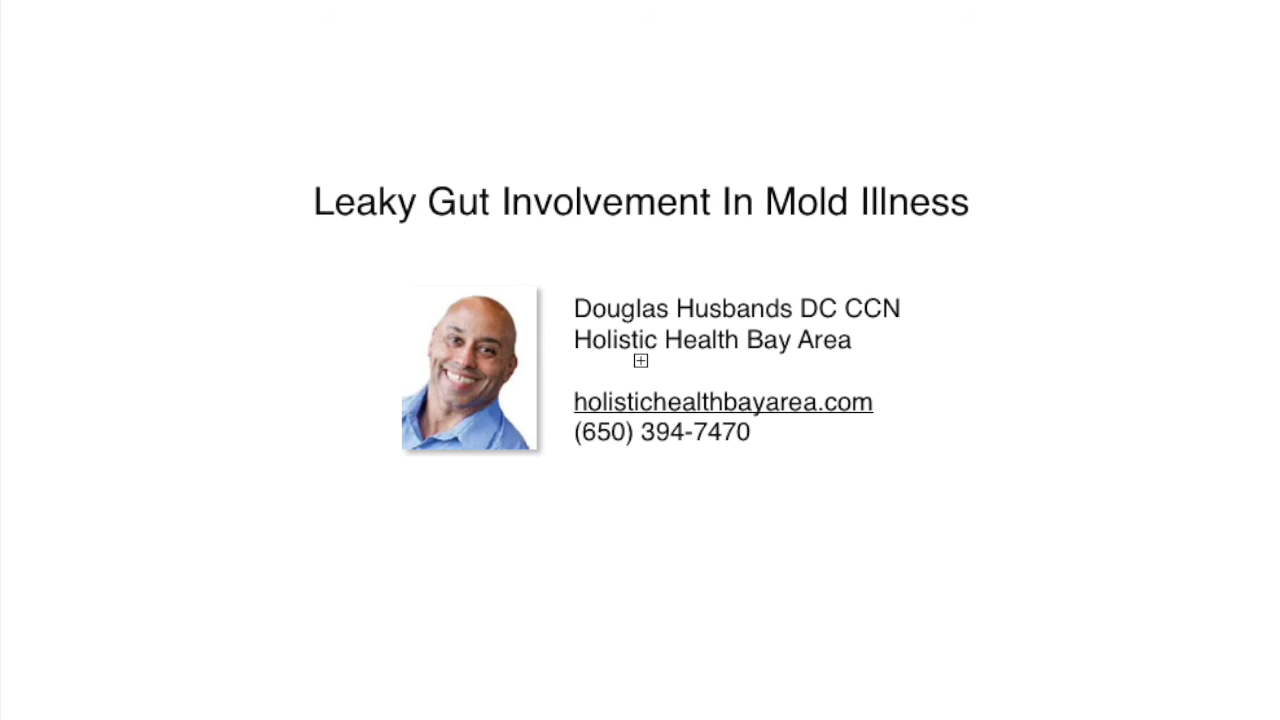 Leaky Gut Involvement In Mold Illness
Douglas Husbands DC CCN
Holistic Health Bay Area
holistichealthbayarea.com
(650) 394-7470